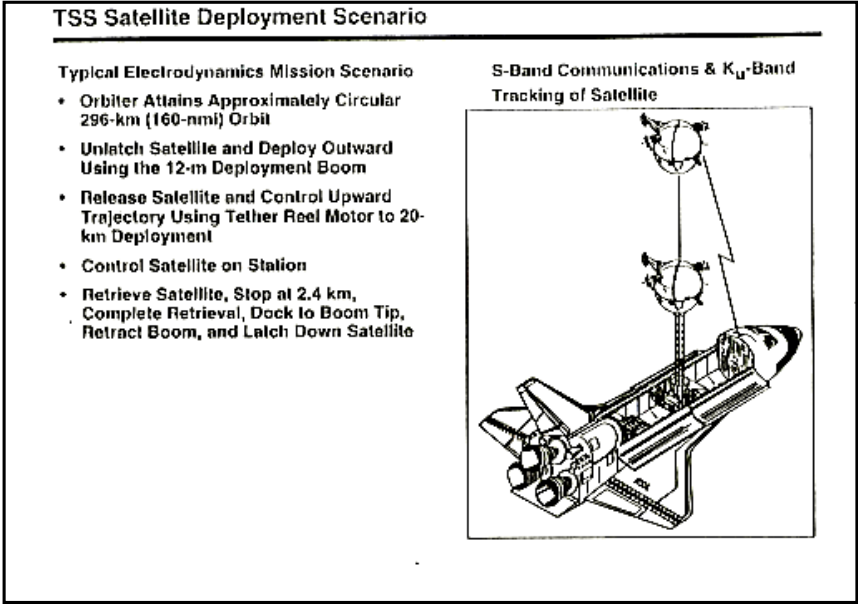 TSS Satellite Deployment Scenario
Typical Electrodynamics Mission Scenario
• Orbiter Attains Approximately Circular
296-km (160-nmi) Orbit
• Unlatch Satellite and Deploy Outward
Using the 12-m Deployment Boom
• Release Satellite and Control Upward
Trajectory Using Tether Reel Motor to 20-
km Deployment
• Control Satellite on Station
• Retrieve Satellite, Stop at 2.4 km,
Complete Retrieval, Dock to Boom Tip,
Retract Boom, and Latch Down Satellite
S-Band Communications & Ku-Band
Tracking of Satellite